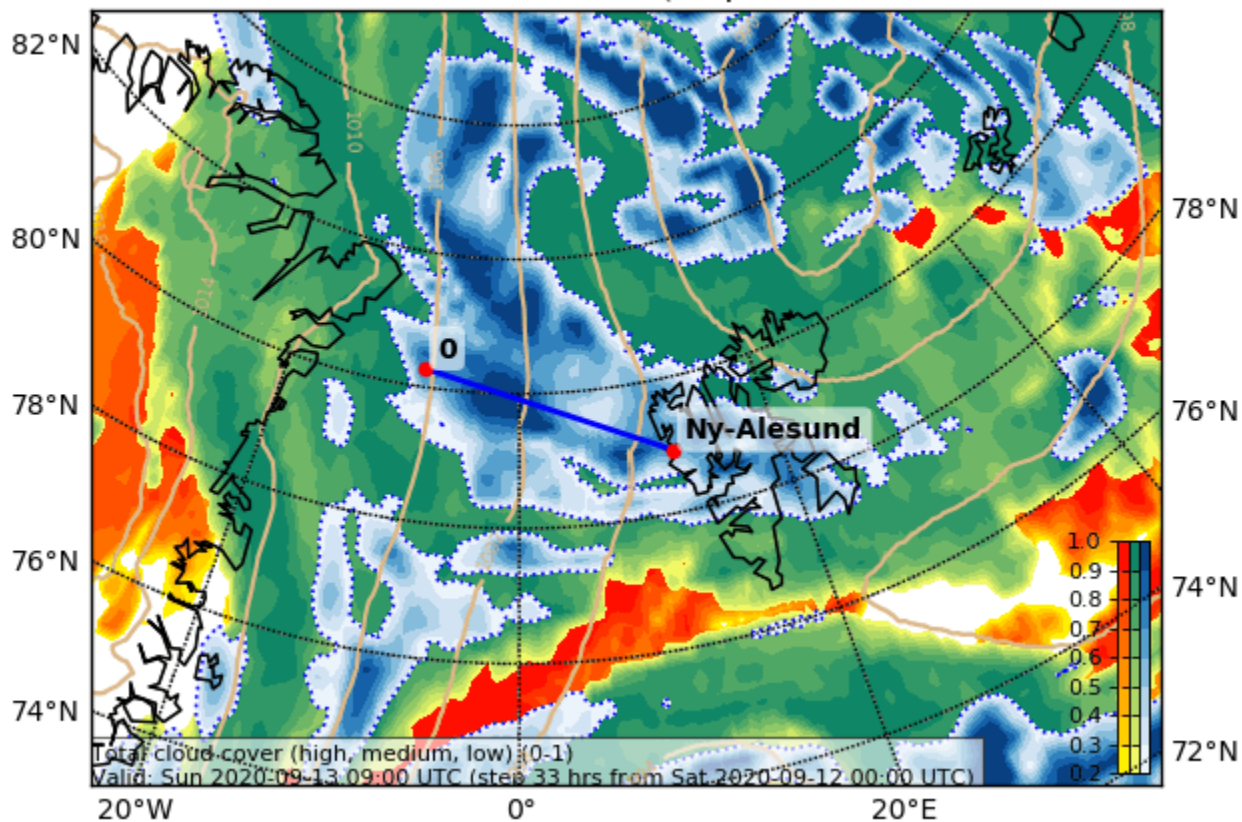 82°N
80°N
78°N
76°N
74°N
78°N
76°N
74°N
72°N
20°W
0°
20°E
1010
1014
0
Ny-Alesund
1.0
0.9
0.8
0.7
0.6
0.5
0.4
0.3
0.2
Total cloud cover (high, medium, low) (0-1)
Valid: Sun 2020-09-13 09:00 UTC (step 33 hrs from Sat 2020-09-12 00:00 UTC)